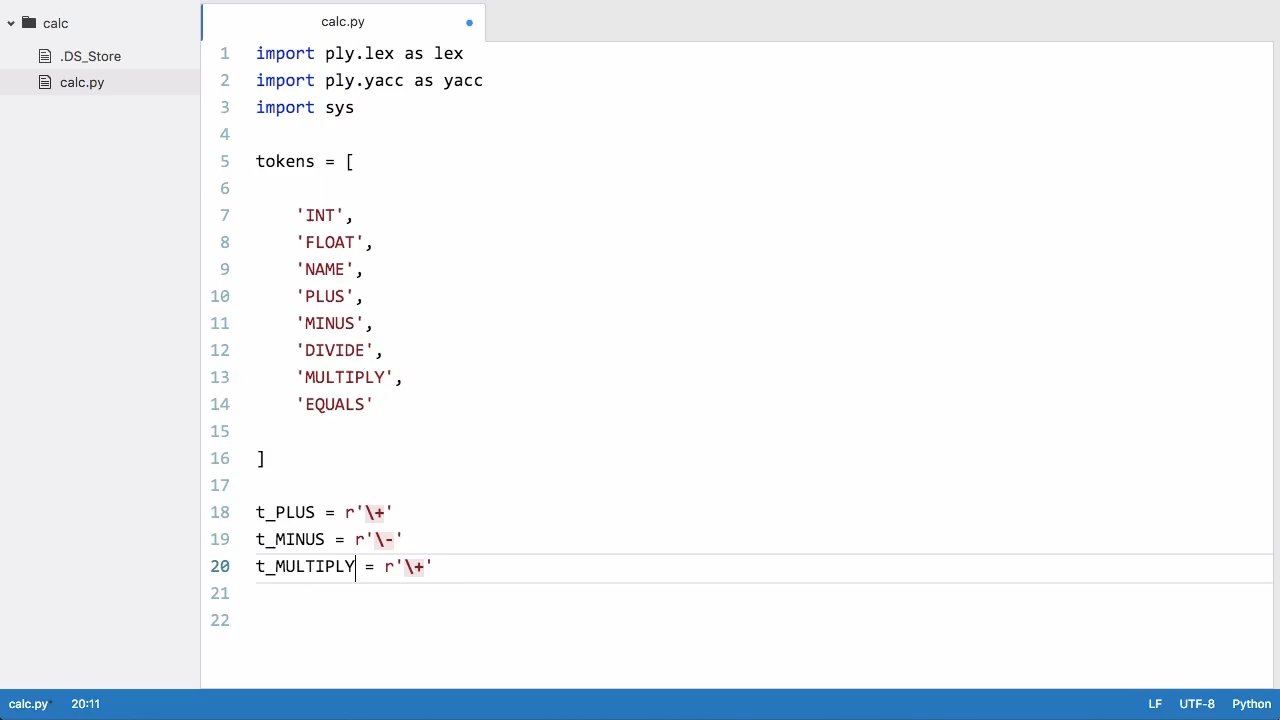 calc
.DS_Store
calc.py
calc.py
1 import ply.lex as lex
2 import ply.yacc as yacc
3 import sys
4
5 tokens = [
6
7     'INT',
8     'FLOAT',
9     'NAME',
10     'PLUS',
11     'MINUS',
12     'DIVIDE',
13     'MULTIPLY',
14     'EQUALS'
15
16 ]
17
18 t_PLUS = r'\+'
19 t_MINUS = r'\-'
20 t_MULTIPLY = r'\+'
21
22
calc.py* 20:11 LF UTF-8 Python